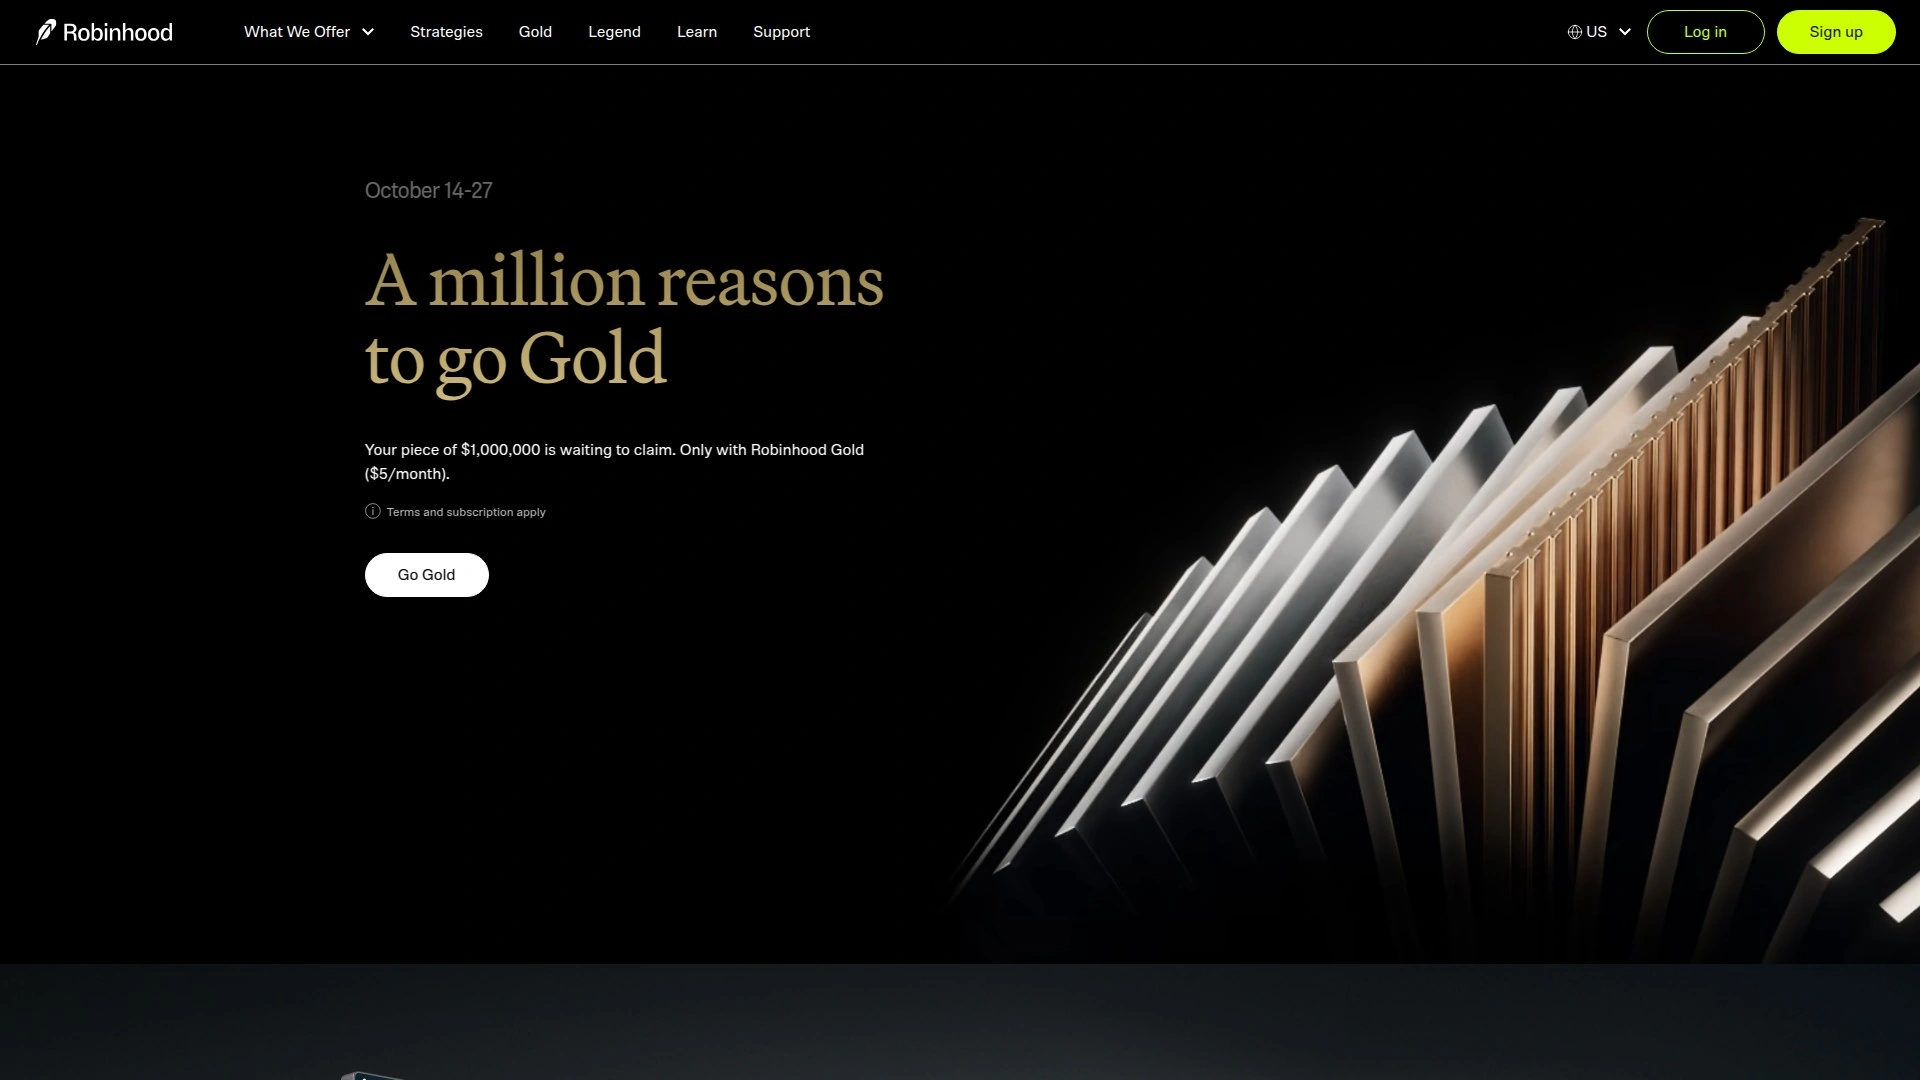 Robinhood
What We Offer
Strategies
Gold
Legend
Learn
Support
US
Log in
Sign up
October 14-27
A million reasons
to go Gold
Your piece of $1,000,000 is waiting to claim. Only with Robinhood Gold
($5/month).
Terms and subscription apply
Go Gold